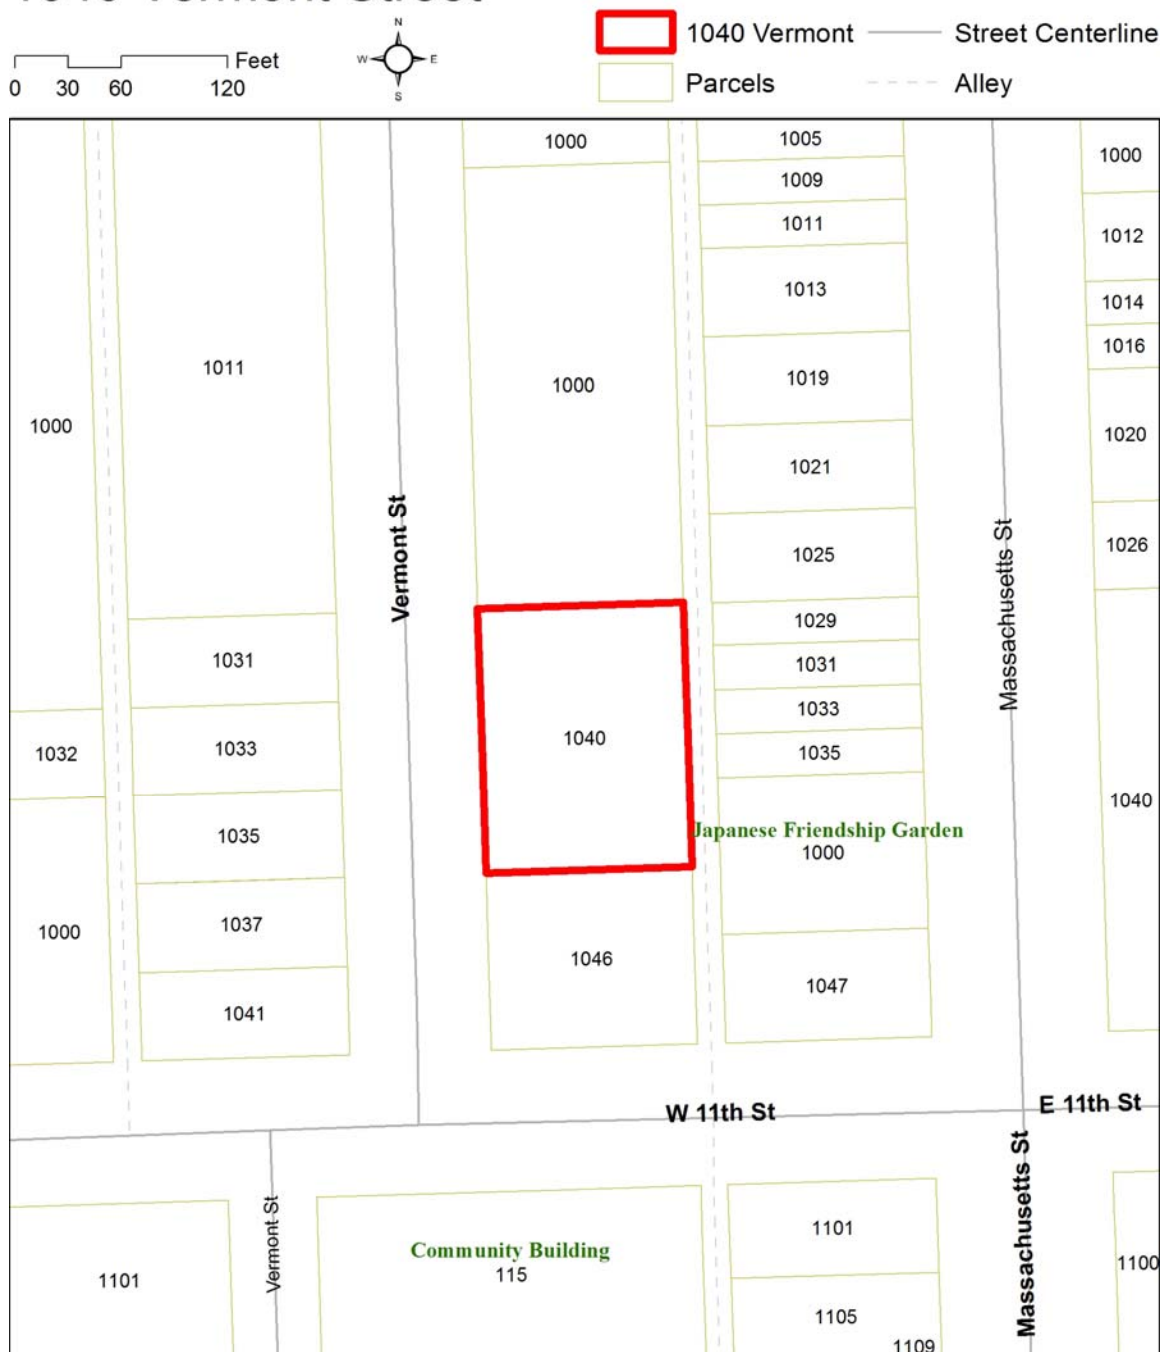 1040 Vermont Street
1040 Vermont
Street Centerline
Parcels
Alley
Feet
0 30 60 120
N
W E
S
1000
1005
1000
1009
1011
1012
1013
1014
1016
1011
1000
1019
1000
1020
1021
Vermont St
Massachusetts St
1025
1026
1029
1031
1031
1033
1040
1032
1033
1035
1040
Japanese Friendship Garden
1035
1000
1037
1000
1046
1047
1041
W 11th St
E 11th St
Vermont St
Massachusetts St
1101
Community Building
115
1101
1100
1105
1109